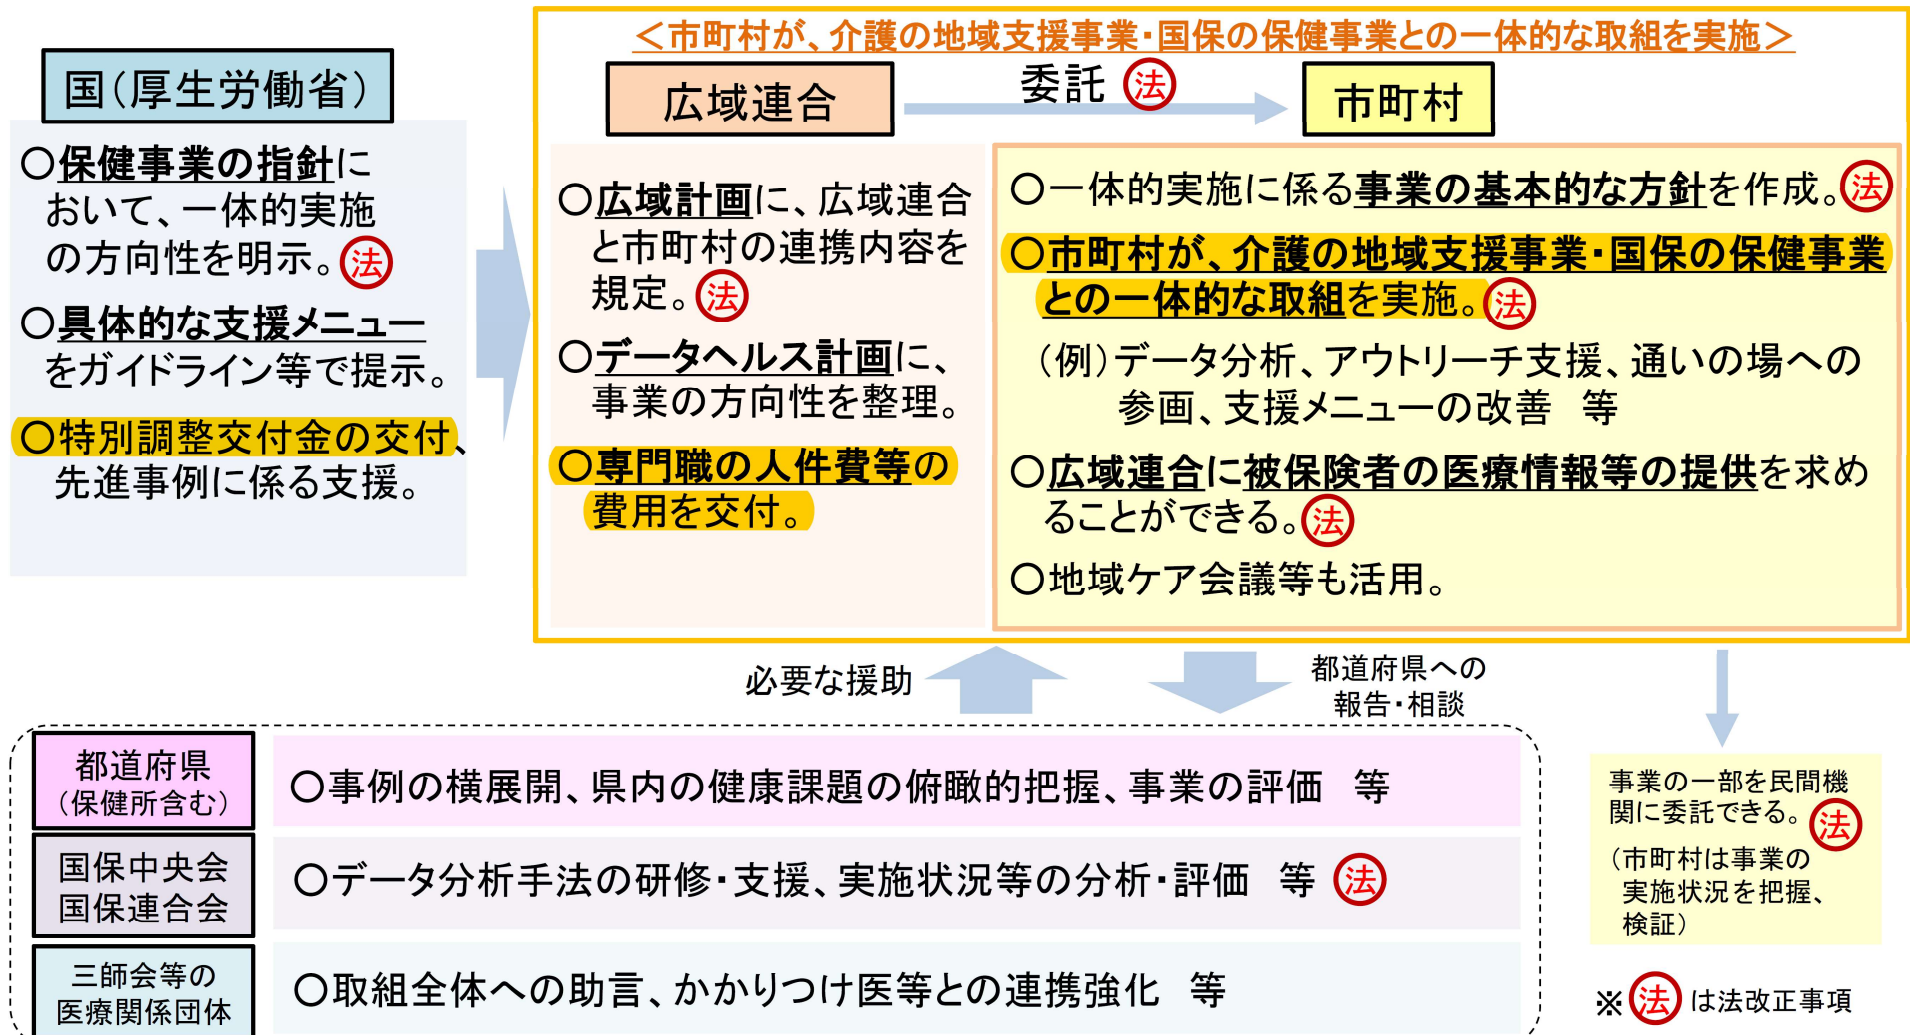 ＜市町村が、介護の地域支援事業・国保の保健事業との一体的な取組を実施＞
国（厚生労働省）
○保健事業の指針に
おいて、一体的実施
の方向性を明示。法
○具体的な支援メニュー
をガイドライン等で提示。
○特別調整交付金の交付、
先進事例に係る支援。
広域連合
委託 法
市町村
○広域計画に、広域連合
と市町村の連携内容を
規定。法
○データヘルス計画に、
事業の方向性を整理。
○専門職の人件費等の
費用を交付。
○一体的実施に係る事業の基本的な方針を作成。法
○市町村が、介護の地域支援事業・国保の保健事業
との一体的な取組を実施。法
（例）データ分析、アウトリーチ支援、通いの場への
参画、支援メニューの改善　等
○広域連合に被保険者の医療情報等の提供を求め
ることができる。法
○地域ケア会議等も活用。
必要な援助
都道府県への
報告・相談
都道府県
（保健所含む）
○事例の横展開、県内の健康課題の俯瞰的把握、事業の評価　等
国保中央会
国保連合会
○データ分析手法の研修・支援、実施状況等の分析・評価　等 法
三師会等の
医療関係団体
○取組全体への助言、かかりつけ医等との連携強化　等
事業の一部を民間機
関に委託できる。法
（市町村は事業の
実施状況を把握、
検証）
※法は法改正事項